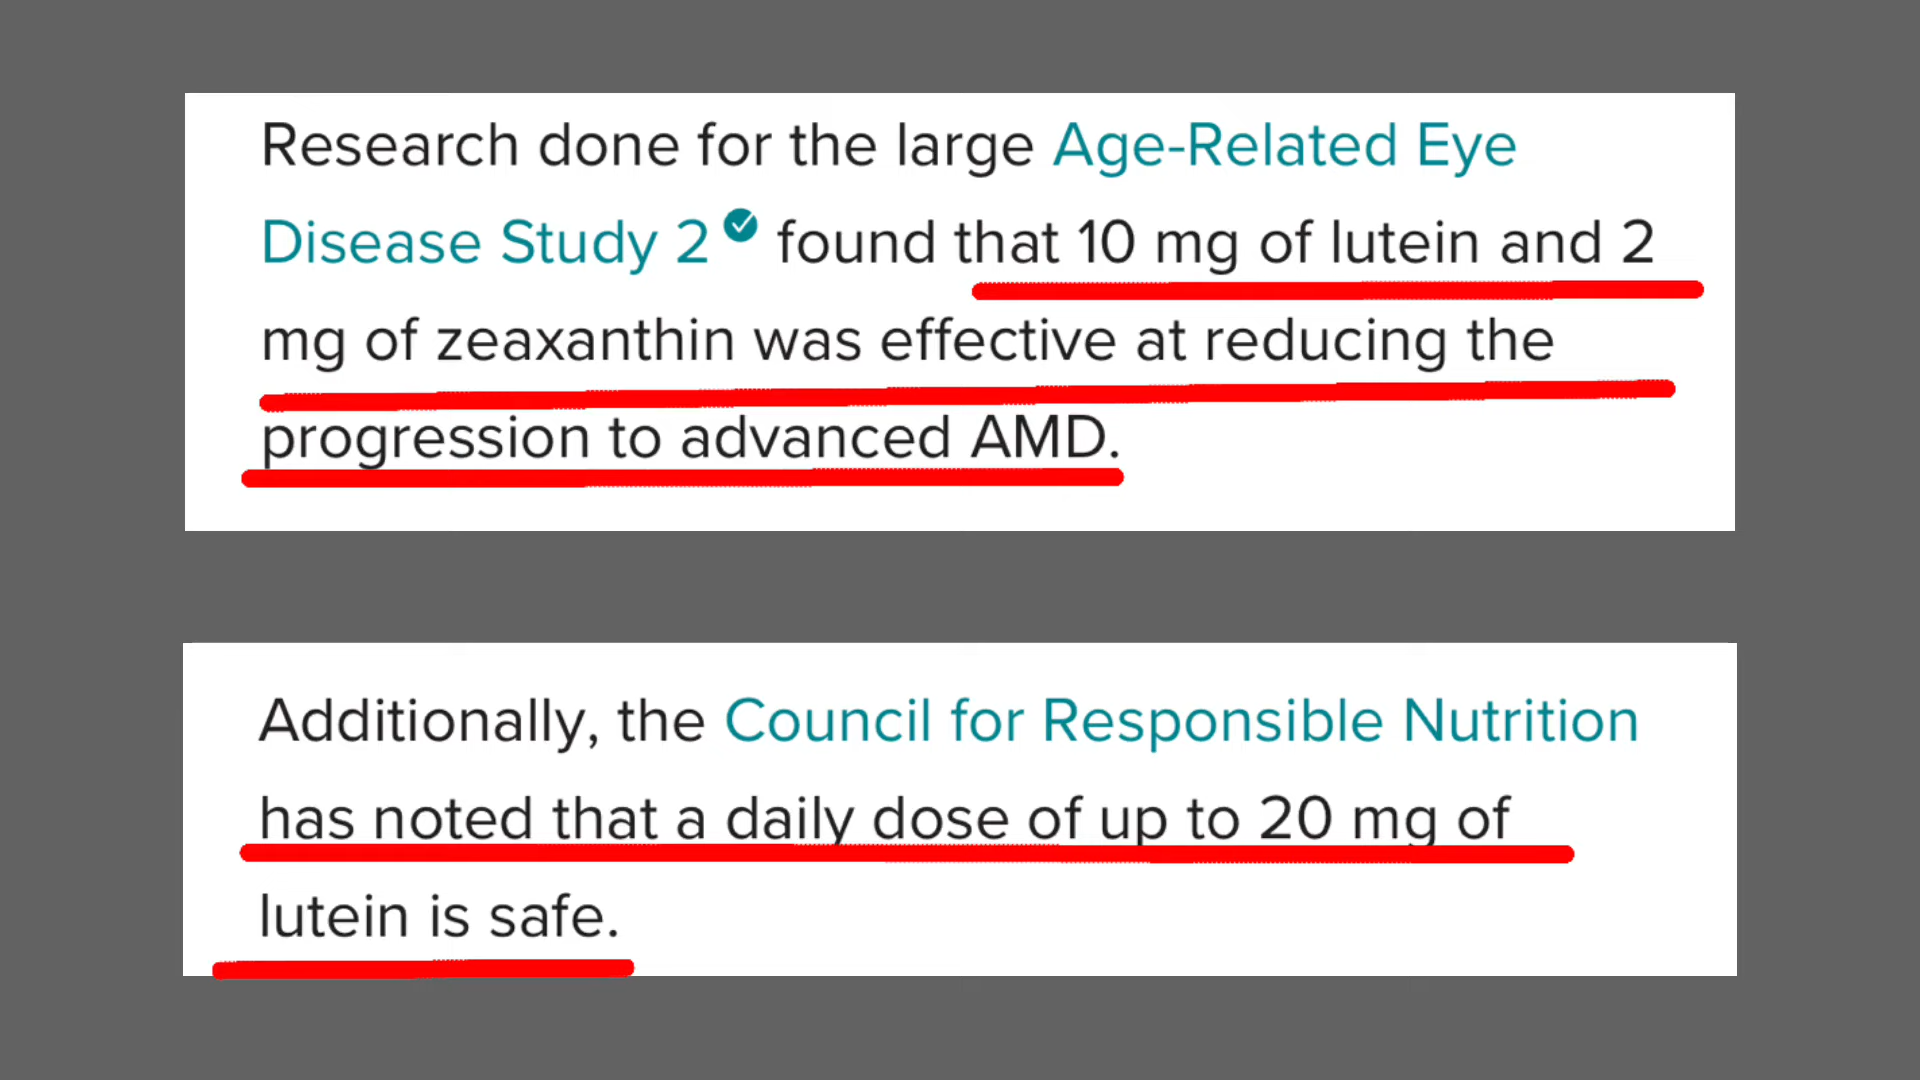 Research done for the large Age-Related Eye
Disease Study 2 found that 10 mg of lutein and 2
mg of zeaxanthin was effective at reducing the
progression to advanced AMD.
Additionally, the Council for Responsible Nutrition
has noted that a daily dose of up to 20 mg of
lutein is safe.